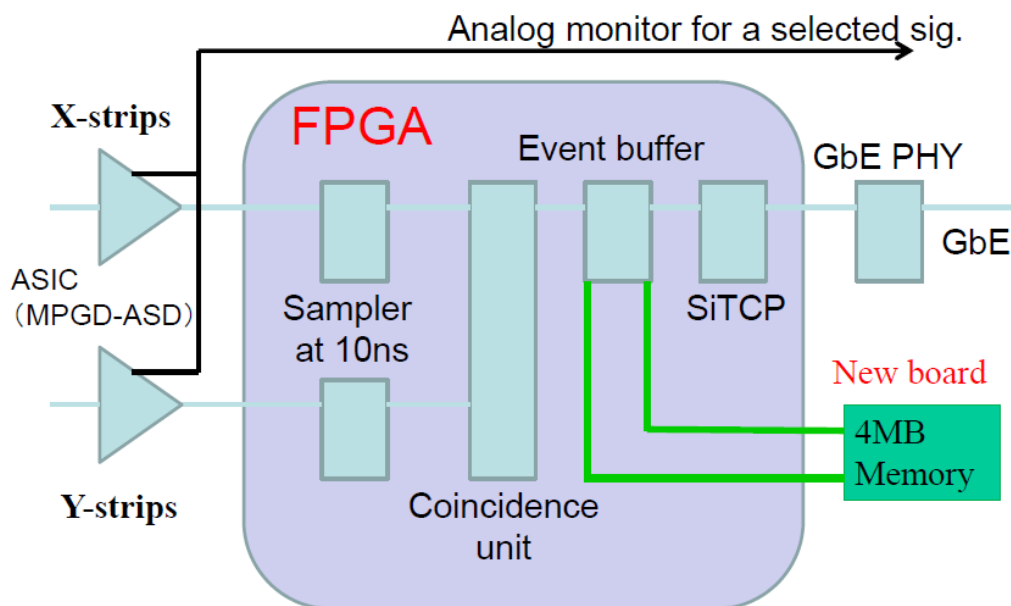 Analog monitor for a selected sig.
X-strips
FPGA
Event buffer
GbE PHY
GbE
ASIC
（MPGD-ASD）
Sampler
at 10ns
SiTCP
New board
4MB
Memory
Y-strips
Coincidence
unit